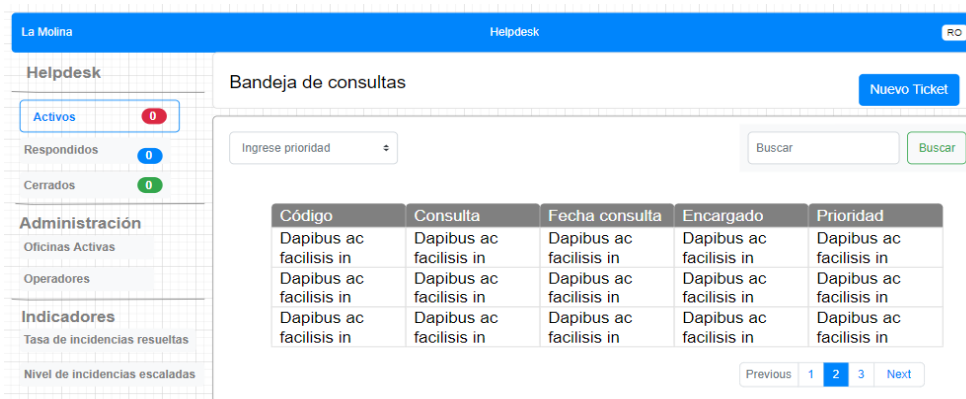 La Molina Helpdesk RO
Helpdesk
Activos 0
Respondidos 0
Cerrados 0
Administración
Oficinas Activas
Operadores
Indicadores
Tasa de incidencias resueltas
Nivel de incidencias escaladas
Bandeja de consultas
Nuevo Ticket
Ingrese prioridad Buscar Buscar
Código Consulta Fecha consulta Encargado Prioridad
Dapibus ac Dapibus ac Dapibus ac Dapibus ac Dapibus ac
facilisis in facilisis in facilisis in facilisis in facilisis in
Dapibus ac Dapibus ac Dapibus ac Dapibus ac Dapibus ac
facilisis in facilisis in facilisis in facilisis in facilisis in
Dapibus ac Dapibus ac Dapibus ac Dapibus ac Dapibus ac
facilisis in facilisis in facilisis in facilisis in facilisis in
Previous 1 2 3 Next